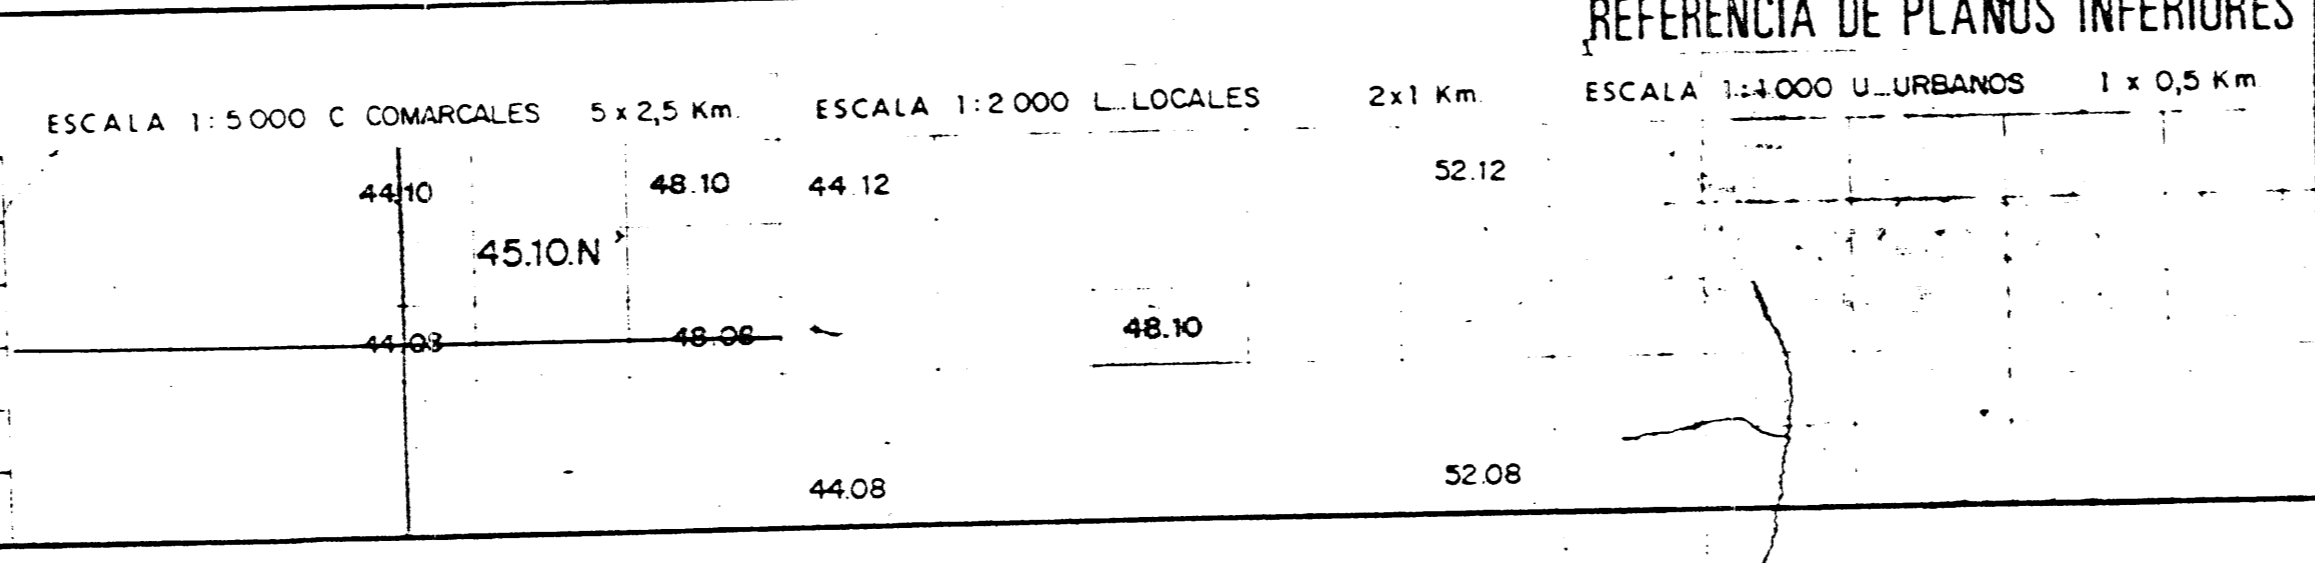 REFERENCIA DE PLANOS INFERIORES
ESCALA 1:5000 C COMARCALES 5 x 2,5 Km.
ESCALA 1:2000 L..LOCALES 2x1 Km.
ESCALA 1:1000 U..URBANOS 1 x 0,5 Km
44.10
48.10
44.12
52.12
45.10.N
44.08
48.08
48.10
44.08
52.08